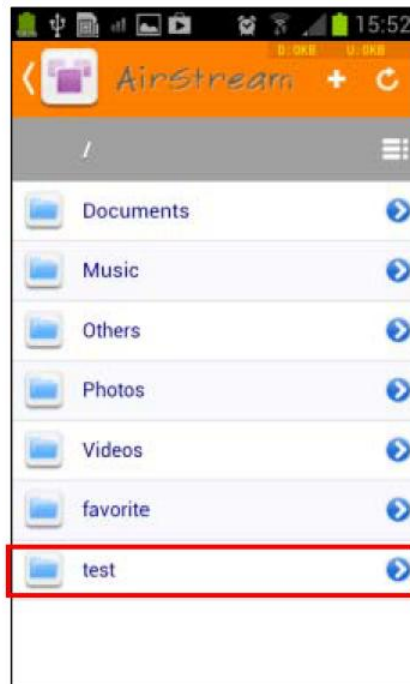 15:52
D:0KB U:0KB
AirStream
/
Documents
Music
Others
Photos
Videos
favorite
test